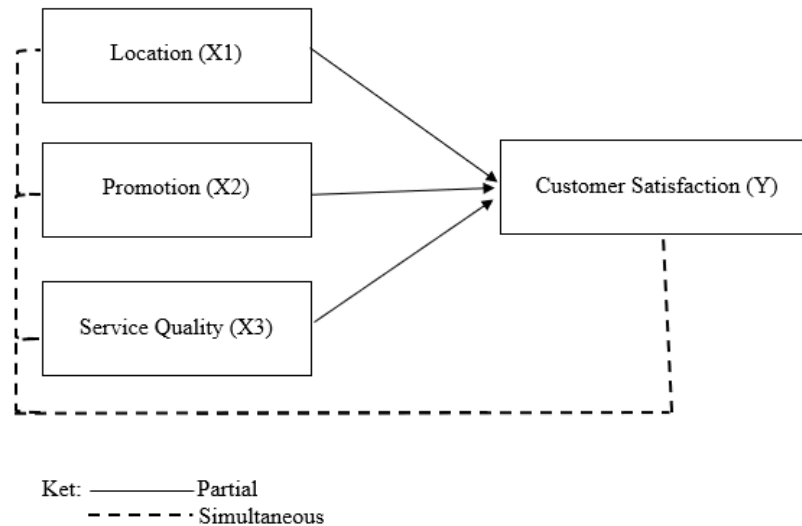 Location (X1)
Promotion (X2)
Customer Satisfaction (Y)
Service Quality (X3)
Ket: Partial
Simultaneous